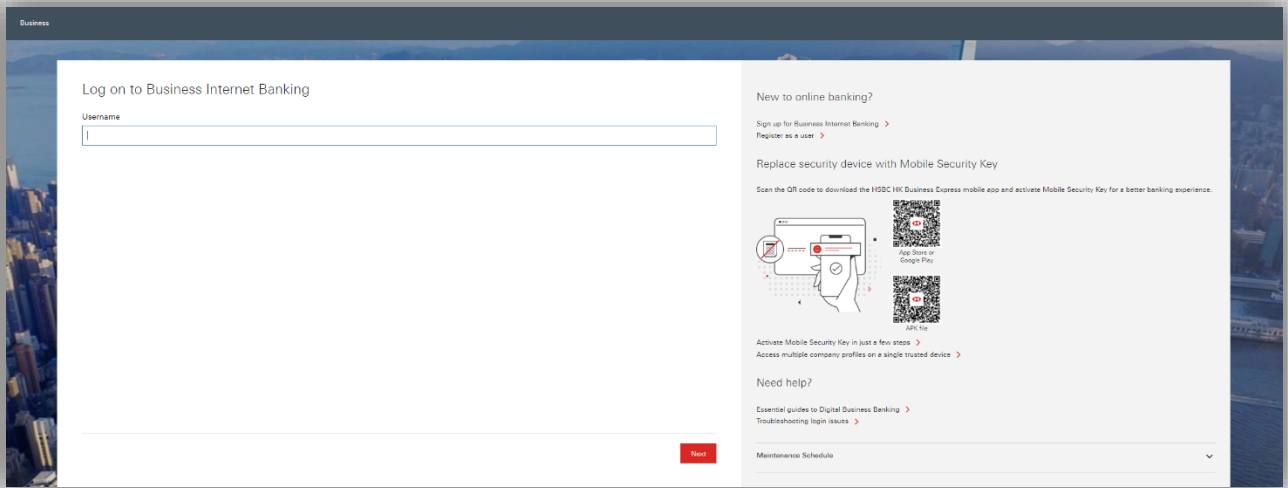 Business
Log on to Business Internet Banking
Username
Next
New to online banking?
Sign up for Business Internet Banking
Register as a user
Replace security device with Mobile Security Key
Scan the QR code to download the HSBC HK Business Express mobile app and activate Mobile Security Key for a better banking experience.
App Store or
Google Play
APK file
Activate Mobile Security Key in just a few steps
Access multiple company profiles on a single trusted device
Need help?
Essential guides to Digital Business Banking
Troubleshooting login issues
Maintenance Schedule